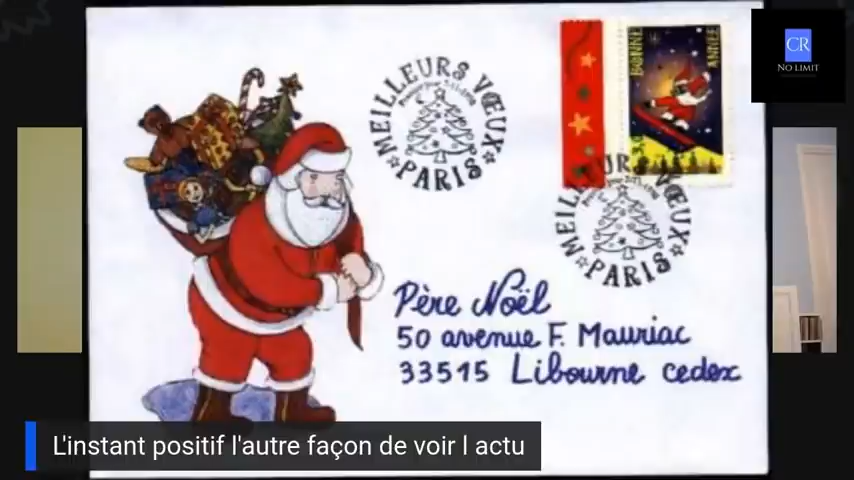 CR
NO LIMIT
MEILLEURS VŒUX
PARIS
BONNE
ANNÉE
MEILLEURS VŒUX
PARIS
Père Noël
50 avenue F. Mauriac
33515 Libourne cedex
L'instant positif l'autre façon de voir l actu